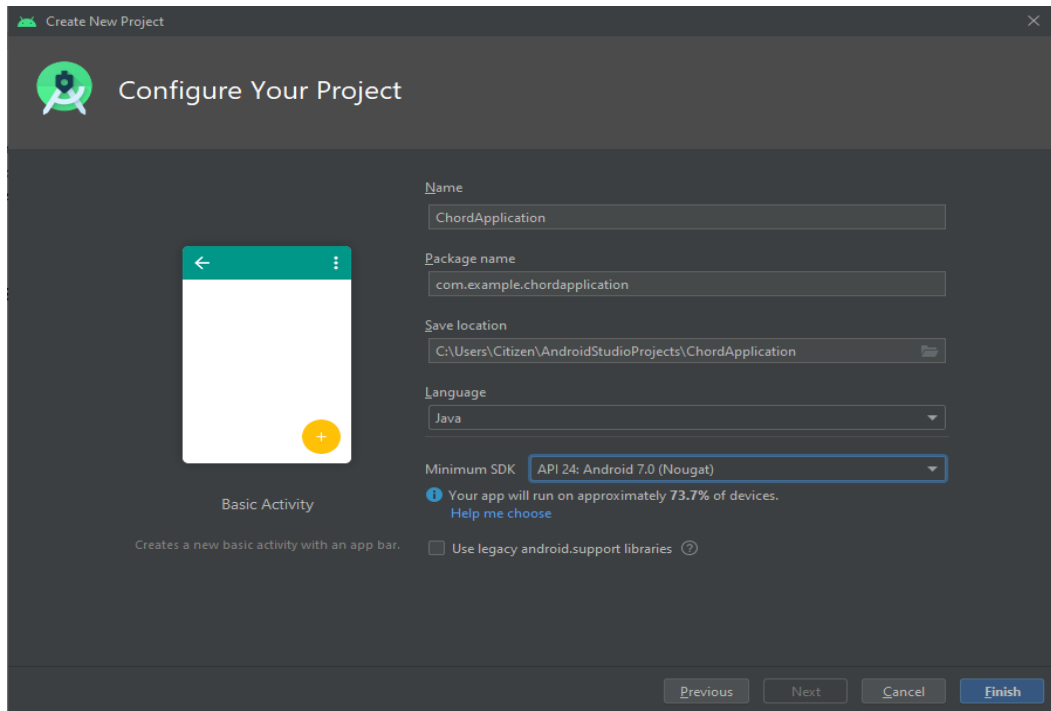 Create New Project
Configure Your Project
Name
ChordApplication
Package name
com.example.chordapplication
Save location
C:\Users\Citizen\AndroidStudioProjects\ChordApplication
Language
Java
Minimum SDK API 24: Android 7.0 (Nougat)
Your app will run on approximately 73.7% of devices.
Help me choose
Use legacy android.support libraries ?
Basic Activity
Creates a new basic activity with an app bar.
Previous Next Cancel Finish